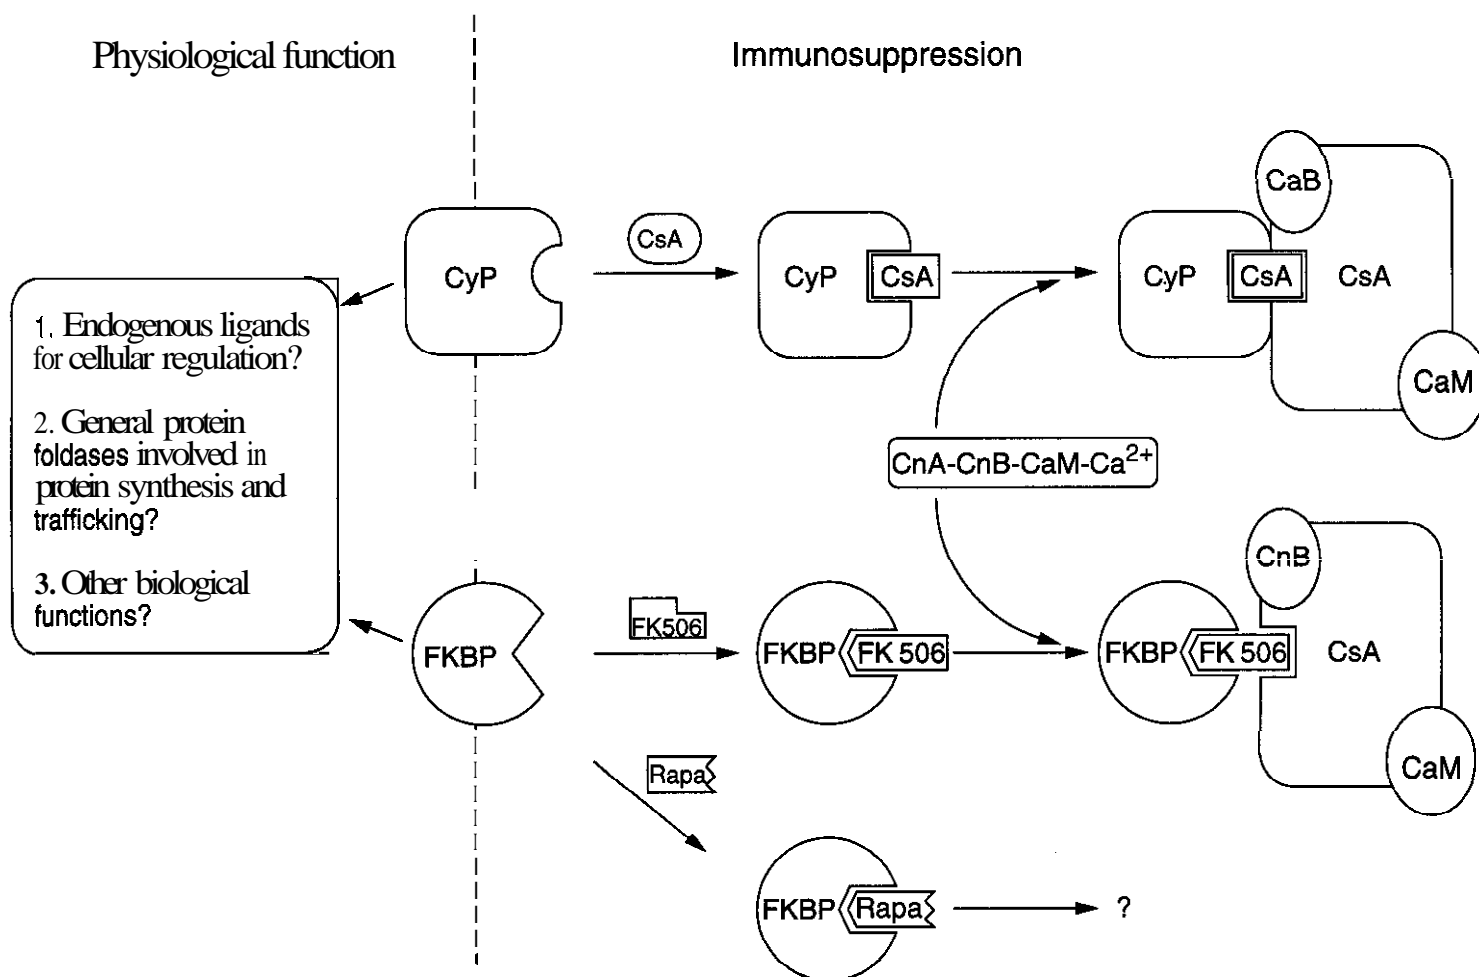 Physiological function
Immunosuppression
1. Endogenous ligands
for cellular regulation?
2. General protein
foldases involved in
protein synthesis and
trafficking?
3. Other biological
functions?
CyP
CsA
CyP
CsA
CyP
CsA
CsA
CaB
CaM
CnA-CnB-CaM-Ca²⁺
FKBP
FK506
FKBP
FK 506
FKBP
FK 506
CsA
CnB
CaM
Rapa
FKBP
Rapa
?